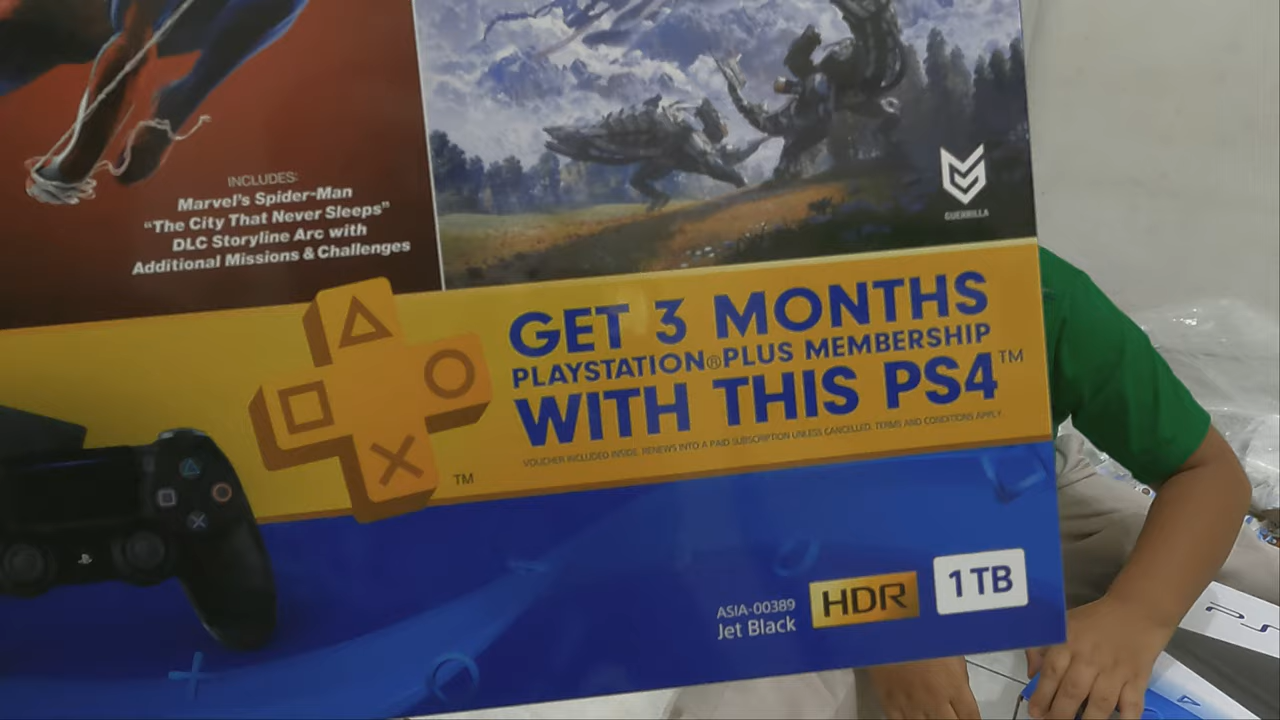 INCLUDES:
Marvel's Spider-Man
"The City That Never Sleeps"
DLC Storyline Arc with
Additional Missions & Challenges
GUERRILLA
GET 3 MONTHS
PLAYSTATION®PLUS MEMBERSHIP
WITH THIS PS4™
VOUCHER INCLUDED INSIDE. RENEWS INTO A PAID SUBSCRIPTION UNLESS CANCELLED. TERMS AND CONDITIONS APPLY.
TM
ASIA-00389
Jet Black
HDR
1 TB